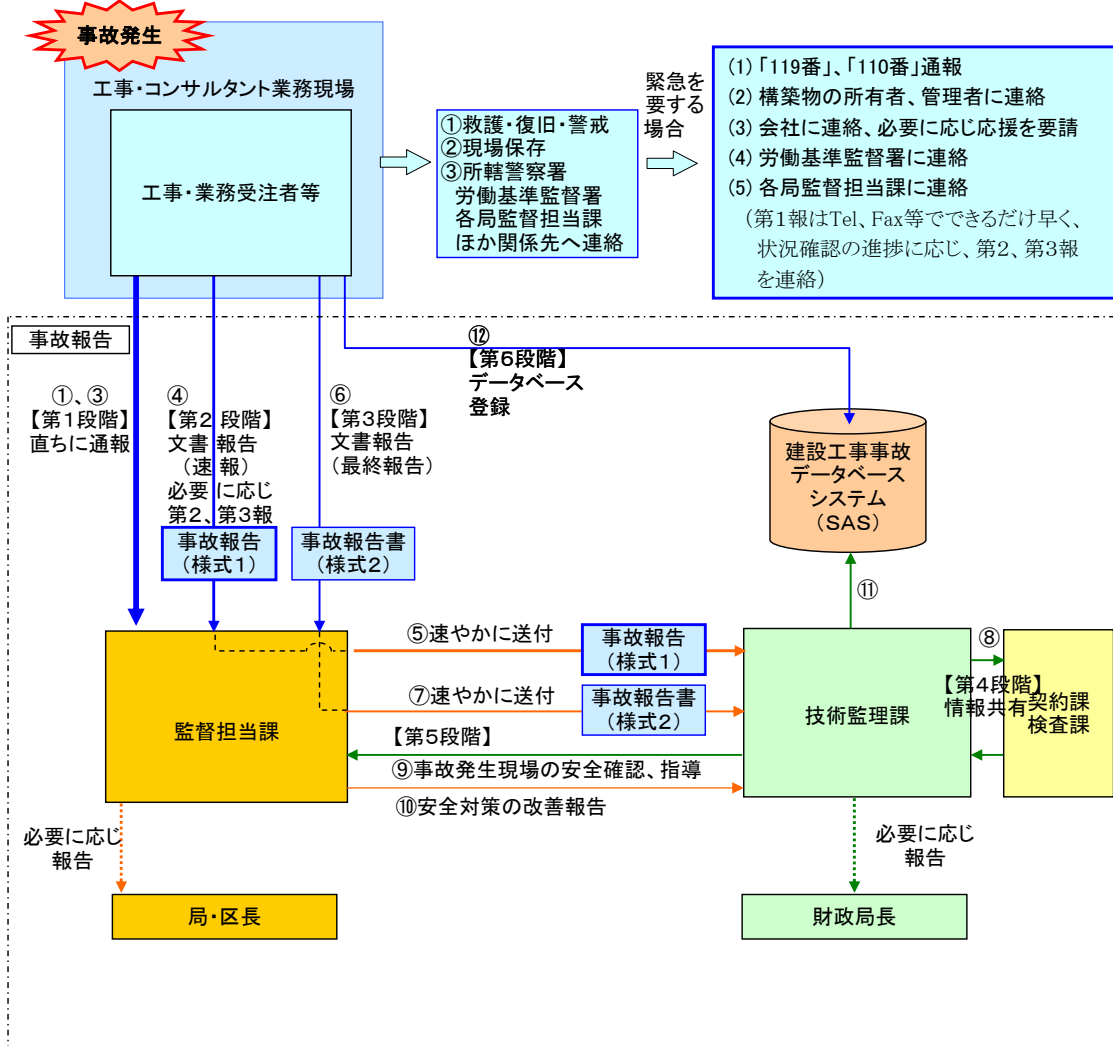 事故発生
工事・コンサルタント業務現場
工事・業務受注者等
①救護・復旧・警戒
②現場保存
③所轄警察署
労働基準監督署
各局監督担当課
ほか関係先へ連絡
緊急を
要する
場合
(1) 「119番」、「110番」通報
(2) 構築物の所有者、管理者に連絡
(3) 会社に連絡、必要に応じ応援を要請
(4) 労働基準監督署に連絡
(5) 各局監督担当課に連絡
（第1報はTel、Fax等でできるだけ早く、
状況確認の進捗に応じ、第2、第3報
を連絡）
事故報告
①、③
【第1段階】
直ちに通報
④
【第2段階】
文書報告
（速報）
必要に応じ
第2、第3報
事故報告
（様式1）
⑥
【第3段階】
文書報告
（最終報告）
事故報告書
（様式2）
⑫
【第6段階】
データベース
登録
建設工事事故
データベース
システム
（SAS）
⑪
監督担当課
⑤速やかに送付
事故報告
（様式1）
⑦速やかに送付
事故報告書
（様式2）
【第5段階】
⑨事故発生現場の安全確認、指導
⑩安全対策の改善報告
技術監理課
⑧
【第4段階】
情報共有
契約課
検査課
必要に応じ
報告
局・区長
必要に応じ
報告
財政局長